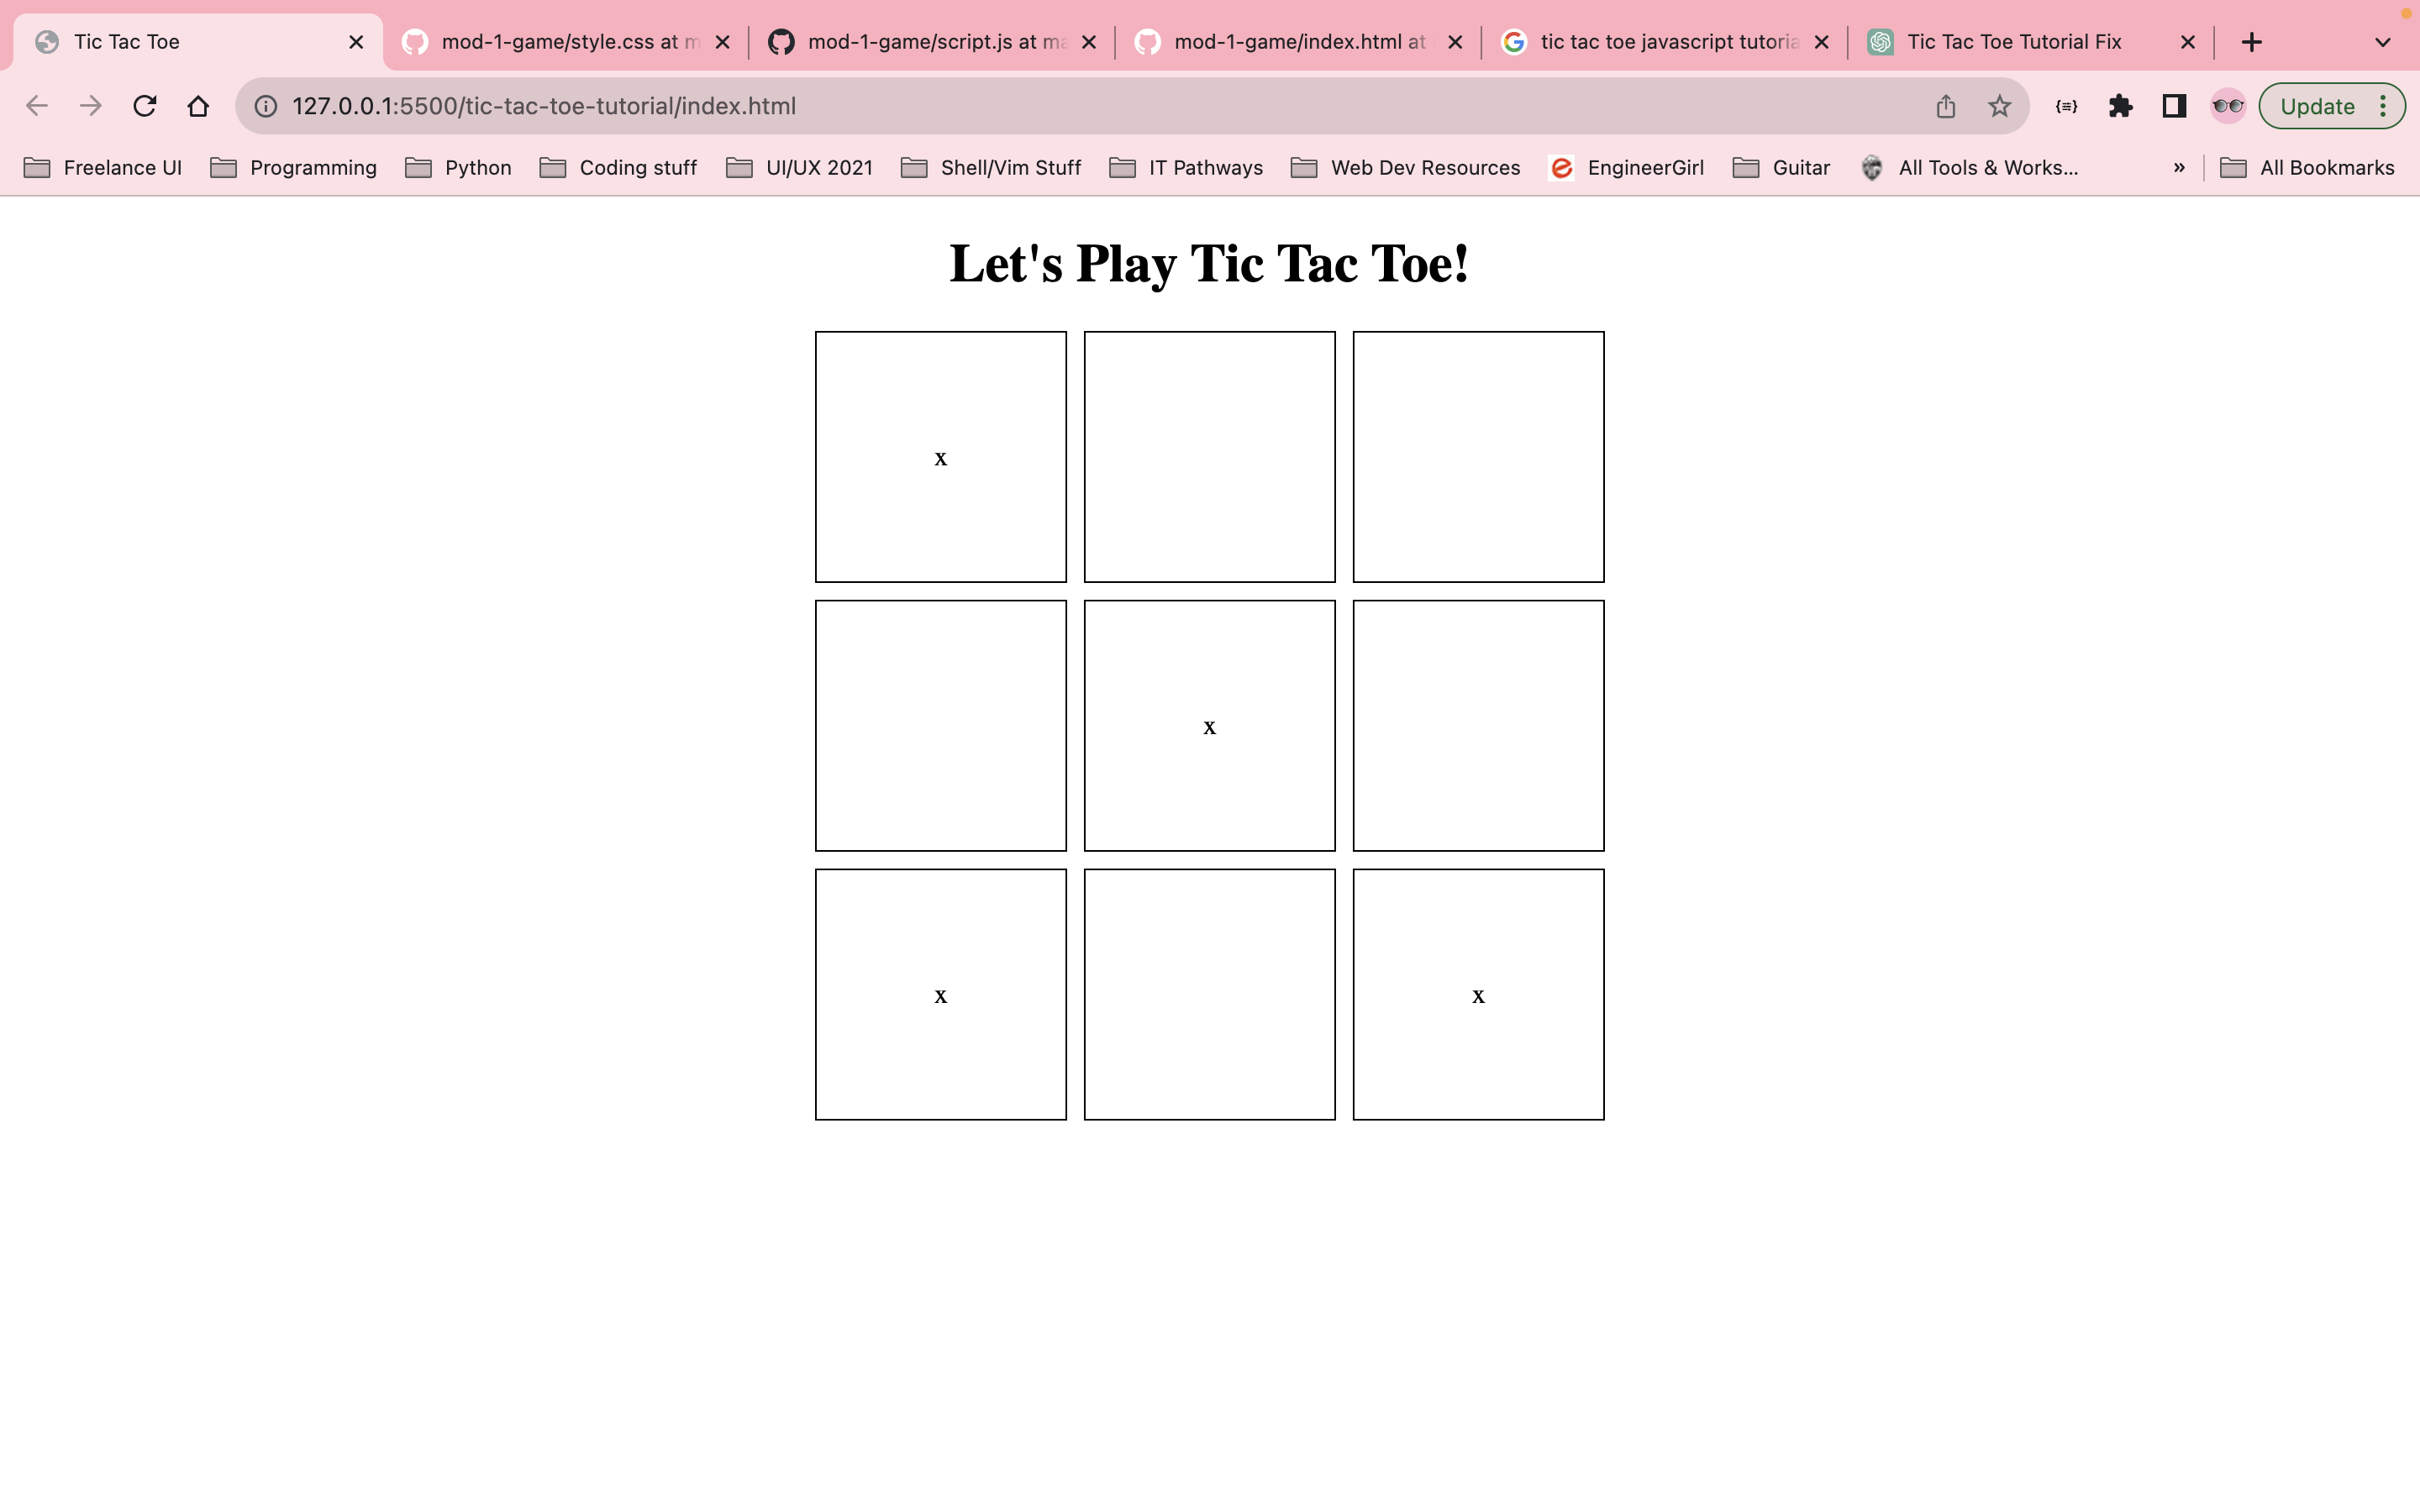 Tic Tac Toe
mod-1-game/style.css at m
mod-1-game/script.js at ma
mod-1-game/index.html at
tic tac toe javascript tutoria
Tic Tac Toe Tutorial Fix
127.0.0.1:5500/tic-tac-toe-tutorial/index.html
Update
Freelance UI
Programming
Python
Coding stuff
UI/UX 2021
Shell/Vim Stuff
IT Pathways
Web Dev Resources
EngineerGirl
Guitar
All Tools & Works...
»
All Bookmarks
Let's Play Tic Tac Toe!
x
x
x
x